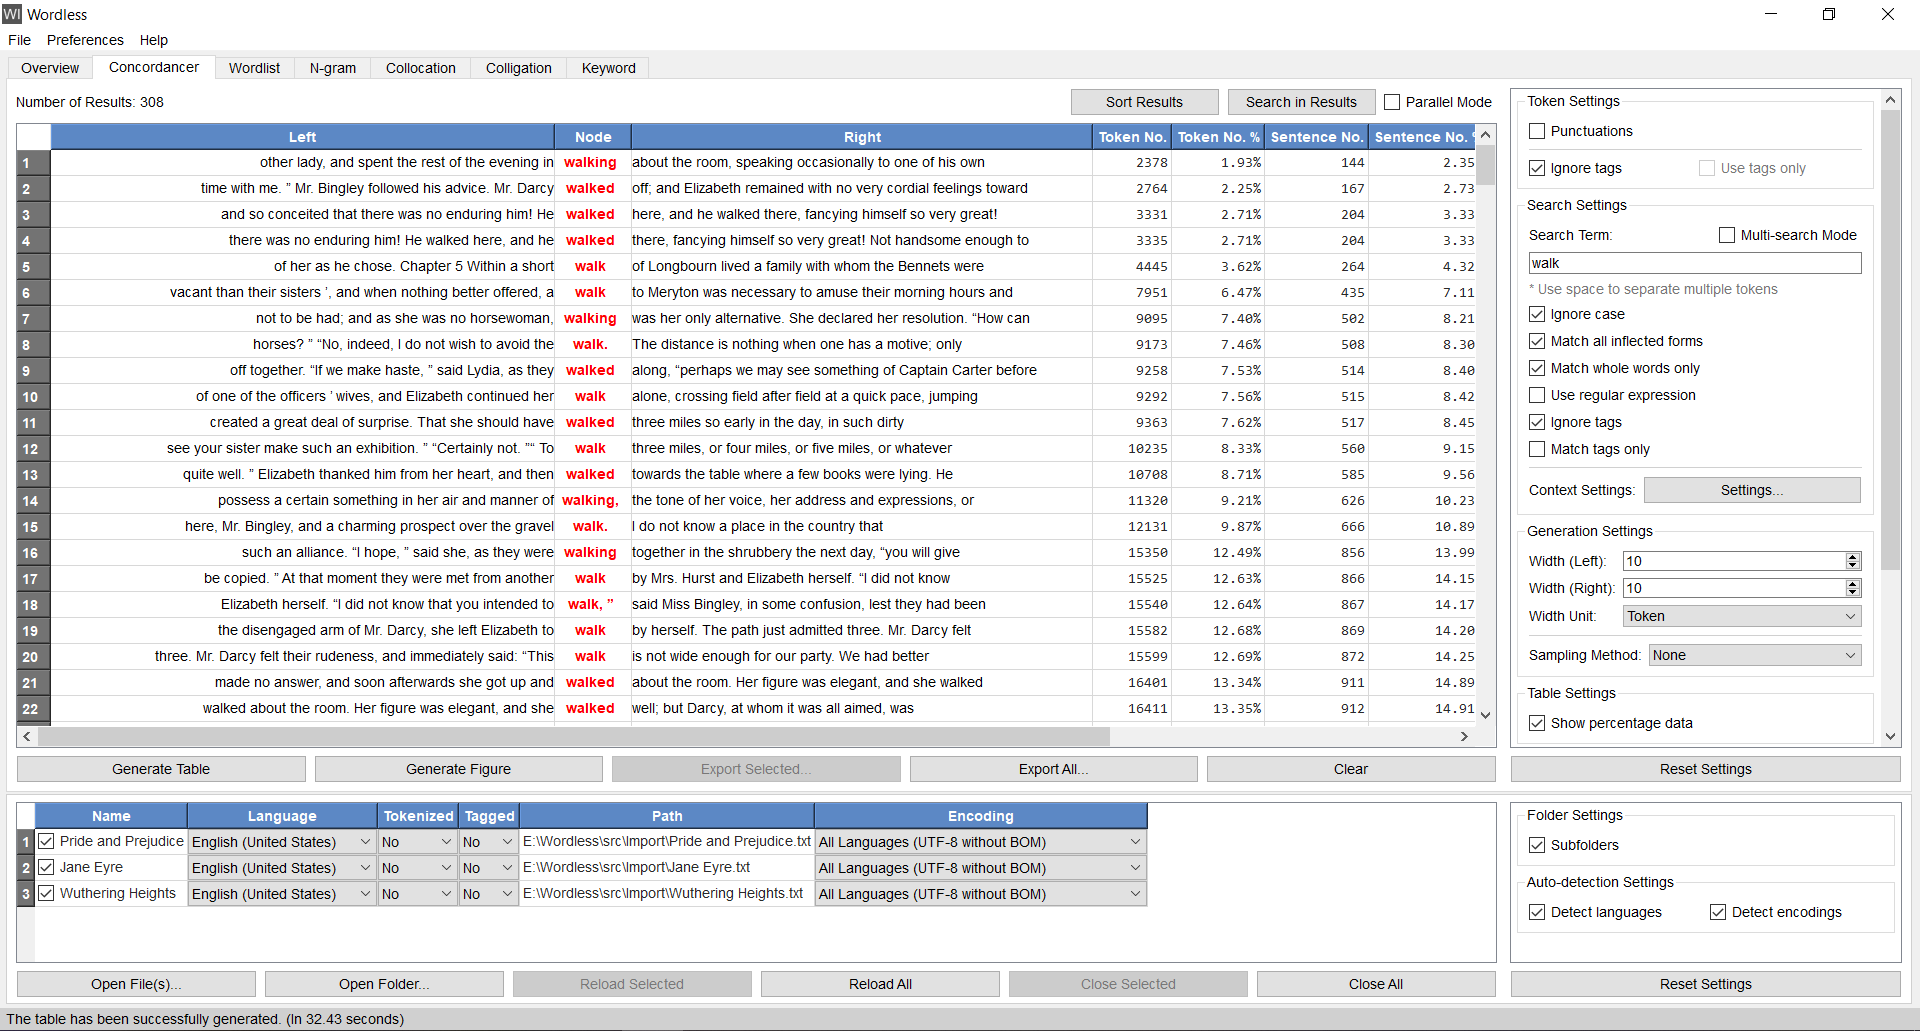 Wl Wordless
File Preferences Help
Overview Concordancer Wordlist N-gram Collocation Colligation Keyword
Number of Results: 308 Sort Results Search in Results Parallel Mode
Left Node Right Token No. Token No. % Sentence No. Sentence No. %
1 other lady, and spent the rest of the evening in walking about the room, speaking occasionally to one of his own 2378 1.93% 144 2.35
2 time with me. ” Mr. Bingley followed his advice. Mr. Darcy walked off; and Elizabeth remained with no very cordial feelings toward 2764 2.25% 167 2.73
3 and so conceited that there was no enduring him! He walked here, and he walked there, fancying himself so very great! 3331 2.71% 204 3.33
4 there was no enduring him! He walked here, and he walked there, fancying himself so very great! Not handsome enough to 3335 2.71% 204 3.33
5 of her as he chose. Chapter 5 Within a short walk of Longbourn lived a family with whom the Bennets were 4445 3.62% 264 4.32
6 vacant than their sisters ’, and when nothing better offered, a walk to Meryton was necessary to amuse their morning hours and 7951 6.47% 435 7.11
7 not to be had; and as she was no horsewoman, walking was her only alternative. She declared her resolution. “How can 9095 7.40% 502 8.21
8 horses? ” “No, indeed, I do not wish to avoid the walk. The distance is nothing when one has a motive; only 9173 7.46% 508 8.30
9 off together. “If we make haste, ” said Lydia, as they walked along, “perhaps we may see something of Captain Carter before 9258 7.53% 514 8.40
10 of one of the officers ’ wives, and Elizabeth continued her walk alone, crossing field after field at a quick pace, jumping 9292 7.56% 515 8.42
11 created a great deal of surprise. That she should have walked three miles so early in the day, in such dirty 9363 7.62% 517 8.45
12 see your sister make such an exhibition. ” “Certainly not. ”“ To walk three miles, or four miles, or five miles, or whatever 10235 8.33% 560 9.15
13 quite well. ” Elizabeth thanked him from her heart, and then walked towards the table where a few books were lying. He 10708 8.71% 585 9.56
14 possess a certain something in her air and manner of walking, the tone of her voice, her address and expressions, or 11320 9.21% 626 10.23
15 here, Mr. Bingley, and a charming prospect over the gravel walk. I do not know a place in the country that 12131 9.87% 666 10.89
16 such an alliance. “I hope, ” said she, as they were walking together in the shrubbery the next day, “you will give 15350 12.49% 856 13.99
17 be copied. ” At that moment they were met from another walk by Mrs. Hurst and Elizabeth herself. “I did not know 15525 12.63% 866 14.15
18 Elizabeth herself. “I did not know that you intended to walk, ” said Miss Bingley, in some confusion, lest they had been 15540 12.64% 867 14.17
19 the disengaged arm of Mr. Darcy, she left Elizabeth to walk by herself. The path just admitted three. Mr. Darcy felt 15582 12.68% 869 14.20
20 three. Mr. Darcy felt their rudeness, and immediately said: “This walk is not wide enough for our party. We had better 15599 12.69% 872 14.25
21 made no answer, and soon afterwards she got up and walked about the room. Her figure was elegant, and she walked 16401 13.34% 911 14.89
22 walked about the room. Her figure was elegant, and she walked well; but Darcy, at whom it was all aimed, was 16411 13.35% 912 14.91
Generate Table Generate Figure Export Selected... Export All... Clear
Token Settings
Punctuations
Ignore tags Use tags only
Search Settings
Search Term: Multi-search Mode
walk
* Use space to separate multiple tokens
Ignore case
Match all inflected forms
Match whole words only
Use regular expression
Ignore tags
Match tags only
Context Settings: Settings...
Generation Settings
Width (Left): 10
Width (Right): 10
Width Unit: Token
Sampling Method: None
Table Settings
Show percentage data
Reset Settings
Name Language Tokenized Tagged Path Encoding
1 Pride and Prejudice English (United States) No No E:\Wordless\src\Import\Pride and Prejudice.txt All Languages (UTF-8 without BOM)
2 Jane Eyre English (United States) No No E:\Wordless\src\Import\Jane Eyre.txt All Languages (UTF-8 without BOM)
3 Wuthering Heights English (United States) No No E:\Wordless\src\Import\Wuthering Heights.txt All Languages (UTF-8 without BOM)
Open File(s)... Open Folder... Reload Selected Reload All Close Selected Close All
Folder Settings
Subfolders
Auto-detection Settings
Detect languages Detect encodings
Reset Settings
The table has been successfully generated. (In 32.43 seconds)